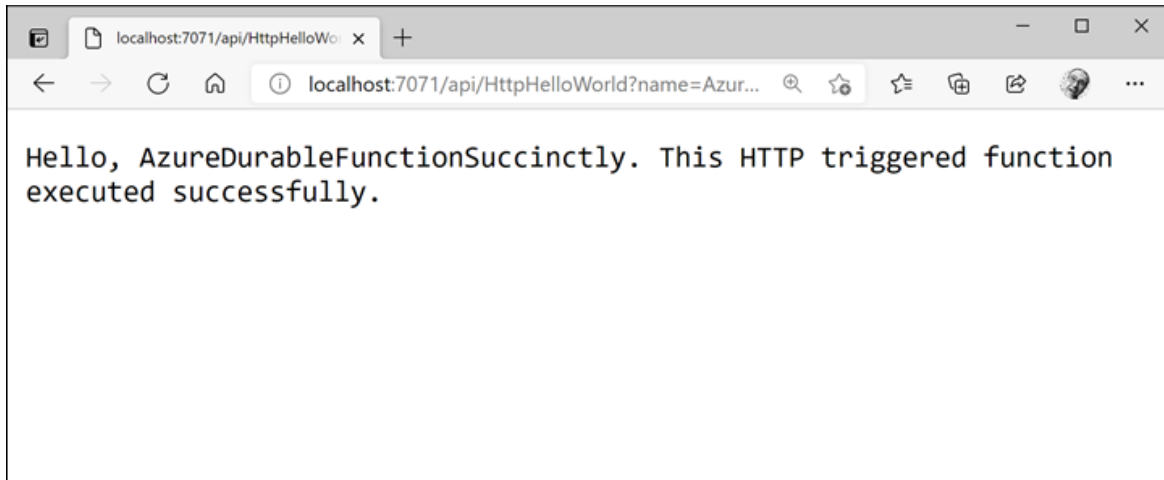 localhost:7071/api/HttpHelloWo
localhost:7071/api/HttpHelloWorld?name=Azur...
Hello, AzureDurableFunctionSuccinctly. This HTTP triggered function
executed successfully.